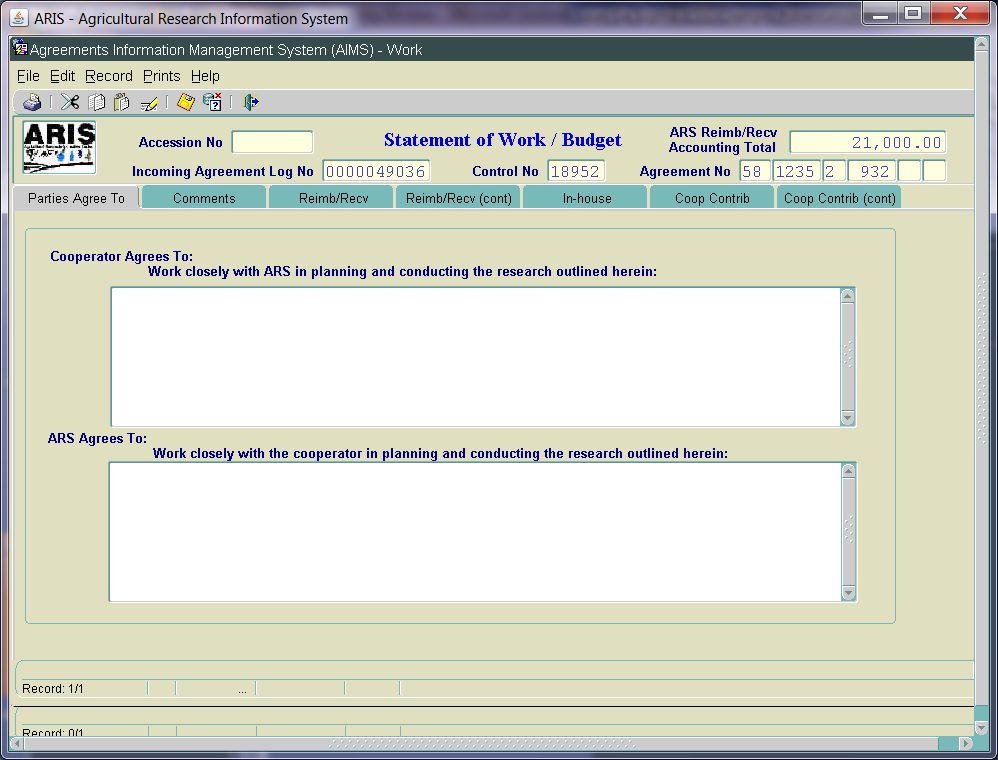 ARIS - Agricultural Research Information System
Agreements Information Management System (AIMS) - Work
File Edit Record Prints Help
ARIS
Accession No
Statement of Work / Budget
ARS Reimb/Recv
Accounting Total
21,000.00
Incoming Agreement Log No 0000049036 Control No 18952 Agreement No 58 1235 2 932
Parties Agree To Comments Reimb/Recv Reimb/Recv (cont) In-house Coop Contrib Coop Contrib (cont)
Cooperator Agrees To:
Work closely with ARS in planning and conducting the research outlined herein:
ARS Agrees To:
Work closely with the cooperator in planning and conducting the research outlined herein:
Record: 1/1 ...
Record: 0/1